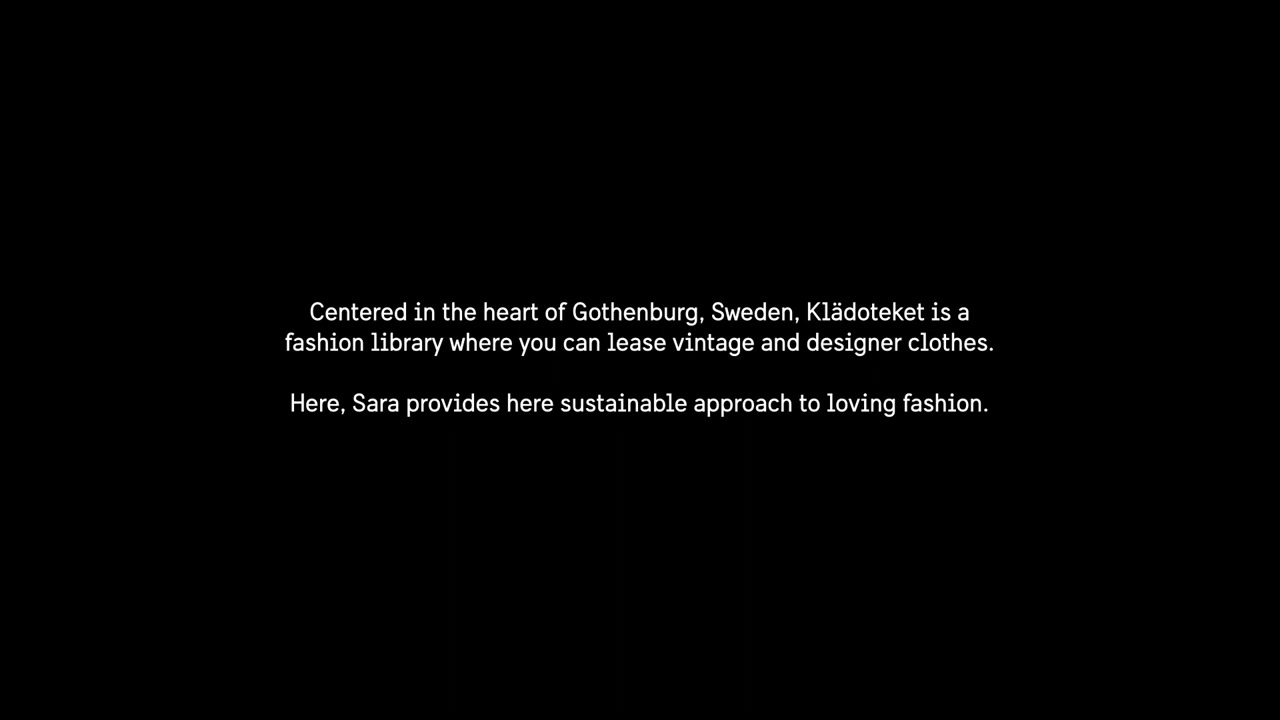 Centered in the heart of Gothenburg, Sweden, Klädoteket is a
fashion library where you can lease vintage and designer clothes.
Here, Sara provides here sustainable approach to loving fashion.